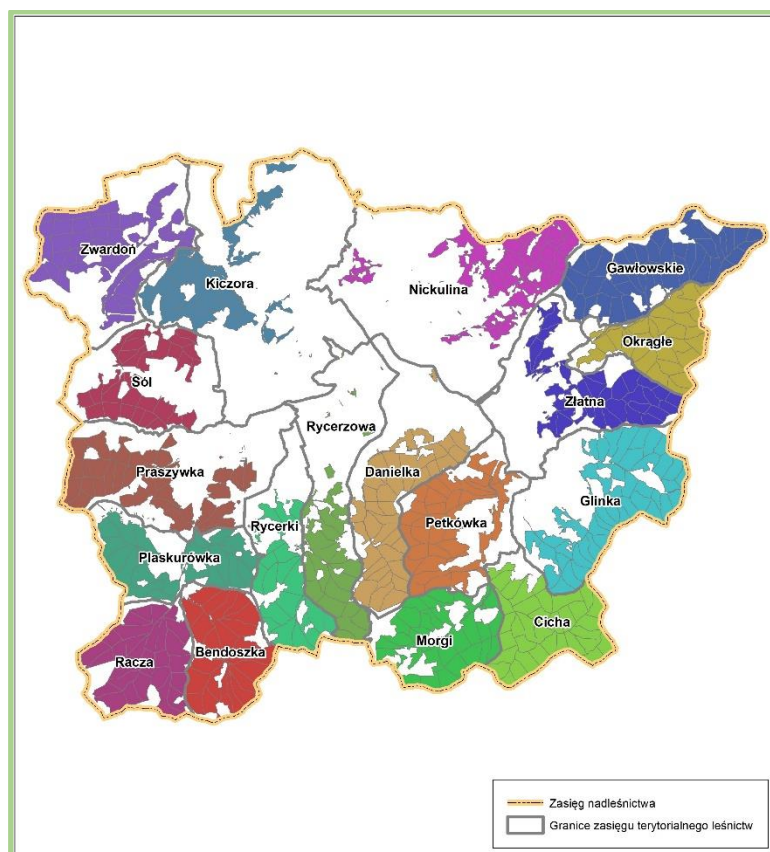 Zwardoń
Kiczora
Nickulina
Gawłowskie
Okrągłe
Sól
Złatna
Rycerzowa
Praszywka
Danielka
Glinka
Rycerki
Petkówka
Plaskurówka
Cicha
Morgi
Bendoszka
Racza
Zasięg nadleśnictwa
Granice zasięgu terytorialnego leśnictw